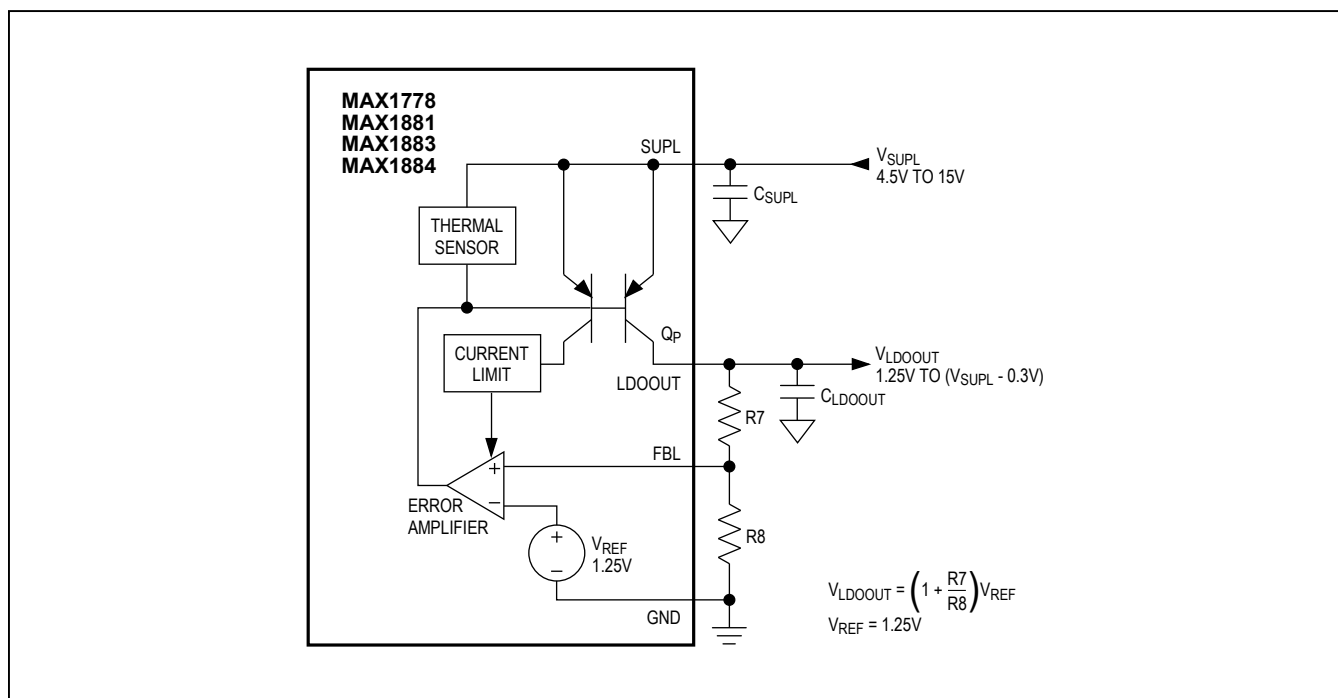 MAX1778
MAX1881
MAX1883
MAX1884
SUPL
VSUPL
4.5V TO 15V
CSUPL
THERMAL
SENSOR
QP
CURRENT
LIMIT
LDOOUT
VLDOOUT
1.25V TO (VSUPL - 0.3V)
CLDOOUT
R7
FBL
+
−
ERROR
AMPLIFIER
+
−
VREF
1.25V
R8
GND
VLDOOUT = (1 + R7/R8)VREF
VREF = 1.25V